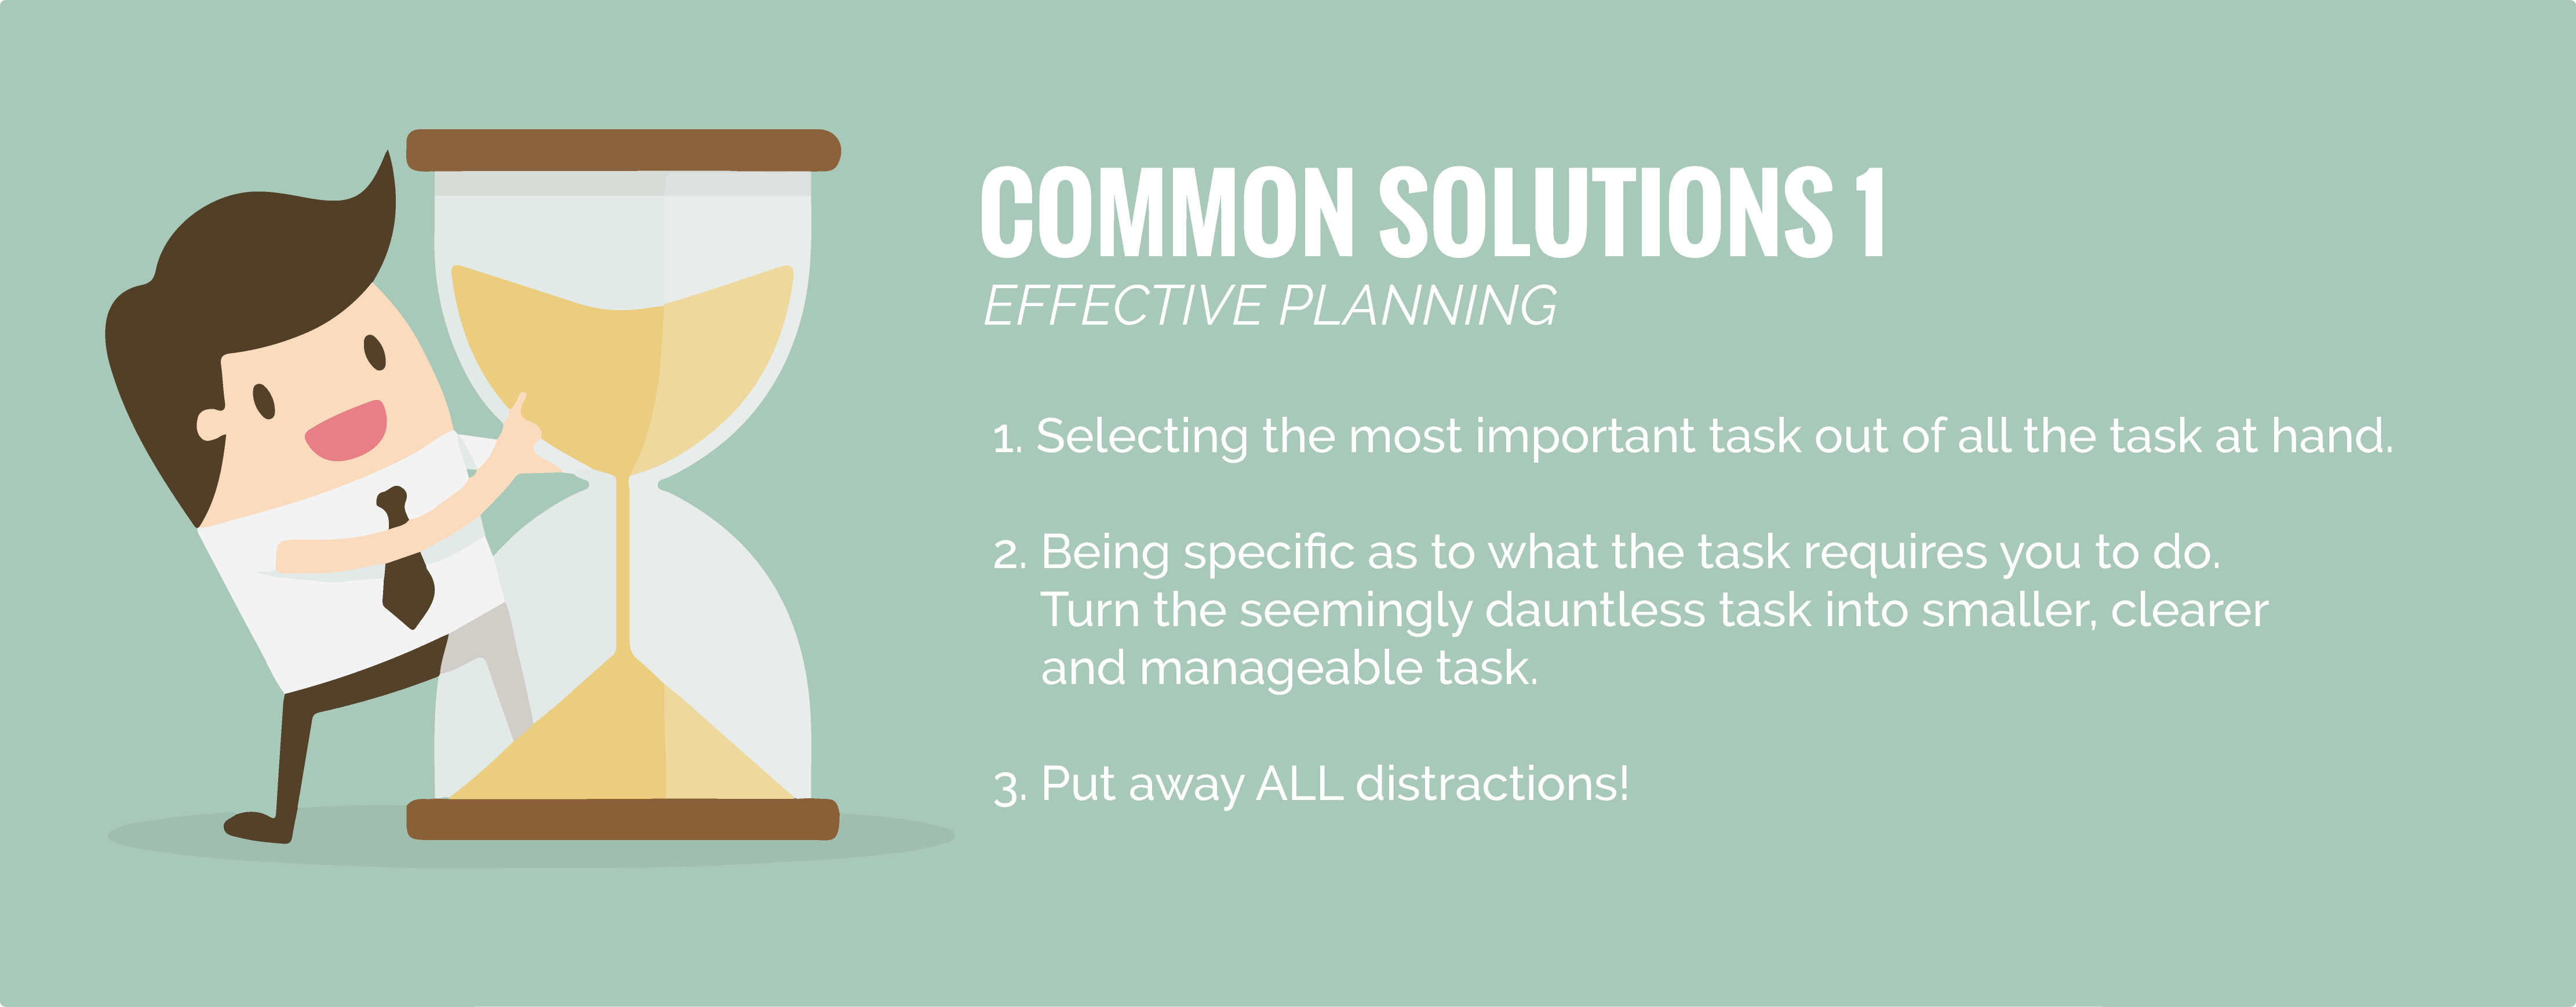 COMMON SOLUTIONS 1
EFFECTIVE PLANNING
1. Selecting the most important task out of all the task at hand.
2. Being specific as to what the task requires you to do.
Turn the seemingly dauntless task into smaller, clearer
and manageable task.
3. Put away ALL distractions!